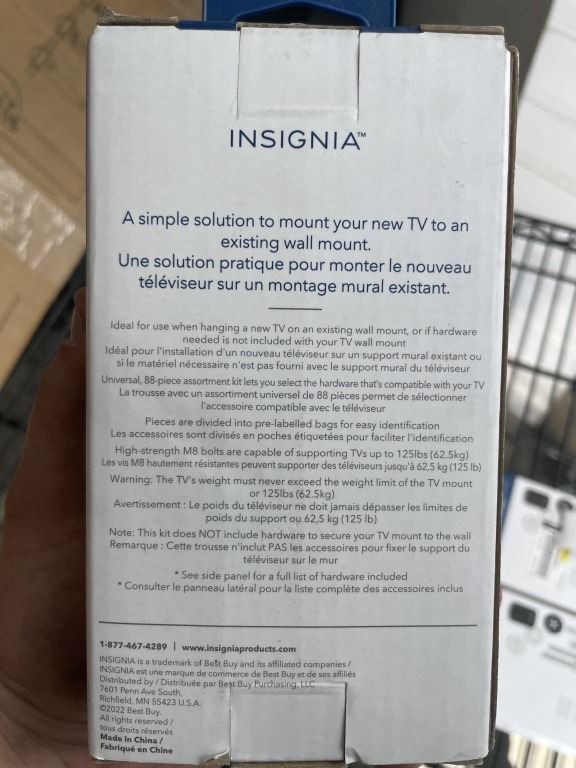 INSIGNIA™
A simple solution to mount your new TV to an
existing wall mount.
Une solution pratique pour monter le nouveau
téléviseur sur un montage mural existant.
Ideal for use when hanging a new TV on an existing wall mount, or if hardware
needed is not included with your TV wall mount
Idéal pour l'installation d'un nouveau téléviseur sur un support mural existant ou
si le matériel nécessaire n'est pas fourni avec le support mural du téléviseur
Universal, 88-piece assortment kit lets you select the hardware that's compatible with your TV
La trousse avec un assortiment universel de 88 pièces permet de sélectionner
l'accessoire compatible avec le téléviseur
Pieces are divided into pre-labelled bags for easy identification
Les accessoires sont divisés en poches étiquetées pour faciliter l'identification
High-strength M8 bolts are capable of supporting TVs up to 125lbs (62.5kg)
Les vis M8 hautement résistantes peuvent supporter des téléviseurs jusqu'à 62,5 kg (125 lb)
Warning: The TV's weight must never exceed the weight limit of the TV mount
or 125lbs (62.5kg)
Avertissement : Le poids du téléviseur ne doit jamais dépasser les limites de
poids du support ou 62,5 kg (125 lb)
Note: This kit does NOT include hardware to secure your TV mount to the wall
Remarque : Cette trousse n'inclut PAS les accessoires pour fixer le support du
téléviseur sur le mur
* See side panel for a full list of hardware included
* Consulter le panneau latéral pour la liste complète des accessoires inclus
1-877-467-4289 | www.insigniaproducts.com
INSIGNIA is a trademark of Best Buy and its affiliated companies /
INSIGNIA est une marque de commerce de Best Buy et de ses affiliés
Distributed by / Distribuée par Best Buy Purchasing, LLC
7601 Penn Ave South,
Richfield, MN 55423 U.S.A.
©2022 Best Buy.
All rights reserved /
tous droits réservés
Made in China /
Fabriqué en Chine